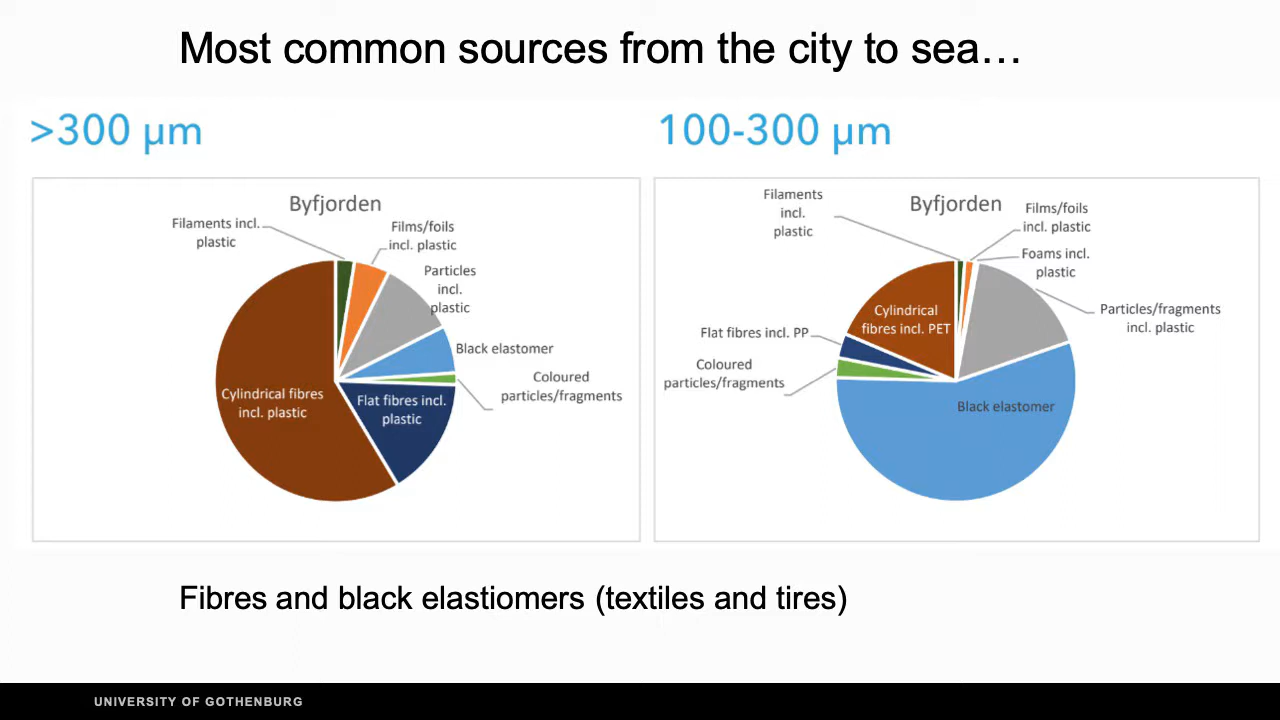 Most common sources from the city to sea…
>300 µm
Byfjorden
Filaments incl.
plastic
Films/foils
incl. plastic
Particles
incl.
plastic
Black elastomer
Coloured
particles/fragments
Flat fibres incl.
plastic
Cylindrical fibres
incl. plastic
100-300 µm
Byfjorden
Filaments
incl.
plastic
Films/foils
incl. plastic
Foams incl.
plastic
Particles/fragments
incl. plastic
Cylindrical
fibres incl. PET
Flat fibres incl. PP
Coloured
particles/fragments
Black elastomer
Fibres and black elastiomers (textiles and tires)
UNIVERSITY OF GOTHENBURG